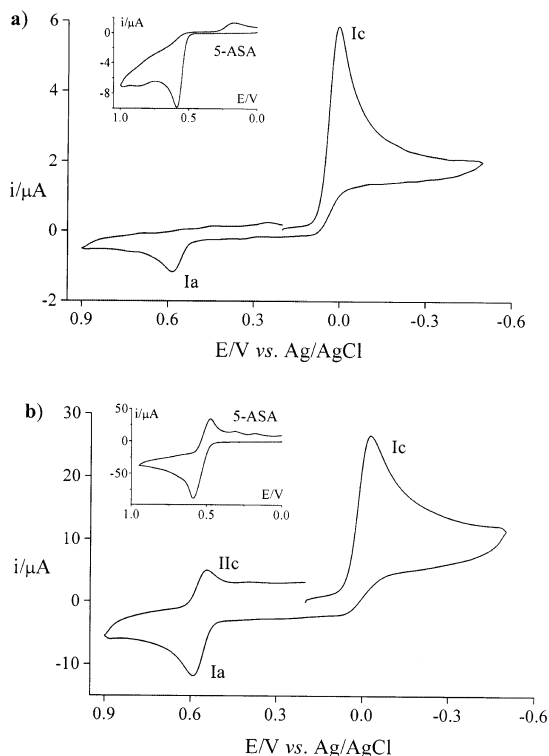 a)
i/μA
5-ASA
E/V
0
-4
-8
1.0 0.5 0.0
6
4
2
0
-2
i/μA
Ic
Ia
0.9 0.6 0.3 0.0 -0.3 -0.6
E/V vs. Ag/AgCl
b)
i/μA
5-ASA
E/V
50
0
-50
1.0 0.5 0.0
30
20
10
0
-10
i/μA
Ic
IIc
Ia
0.9 0.6 0.3 0.0 -0.3 -0.6
E/V vs. Ag/AgCl